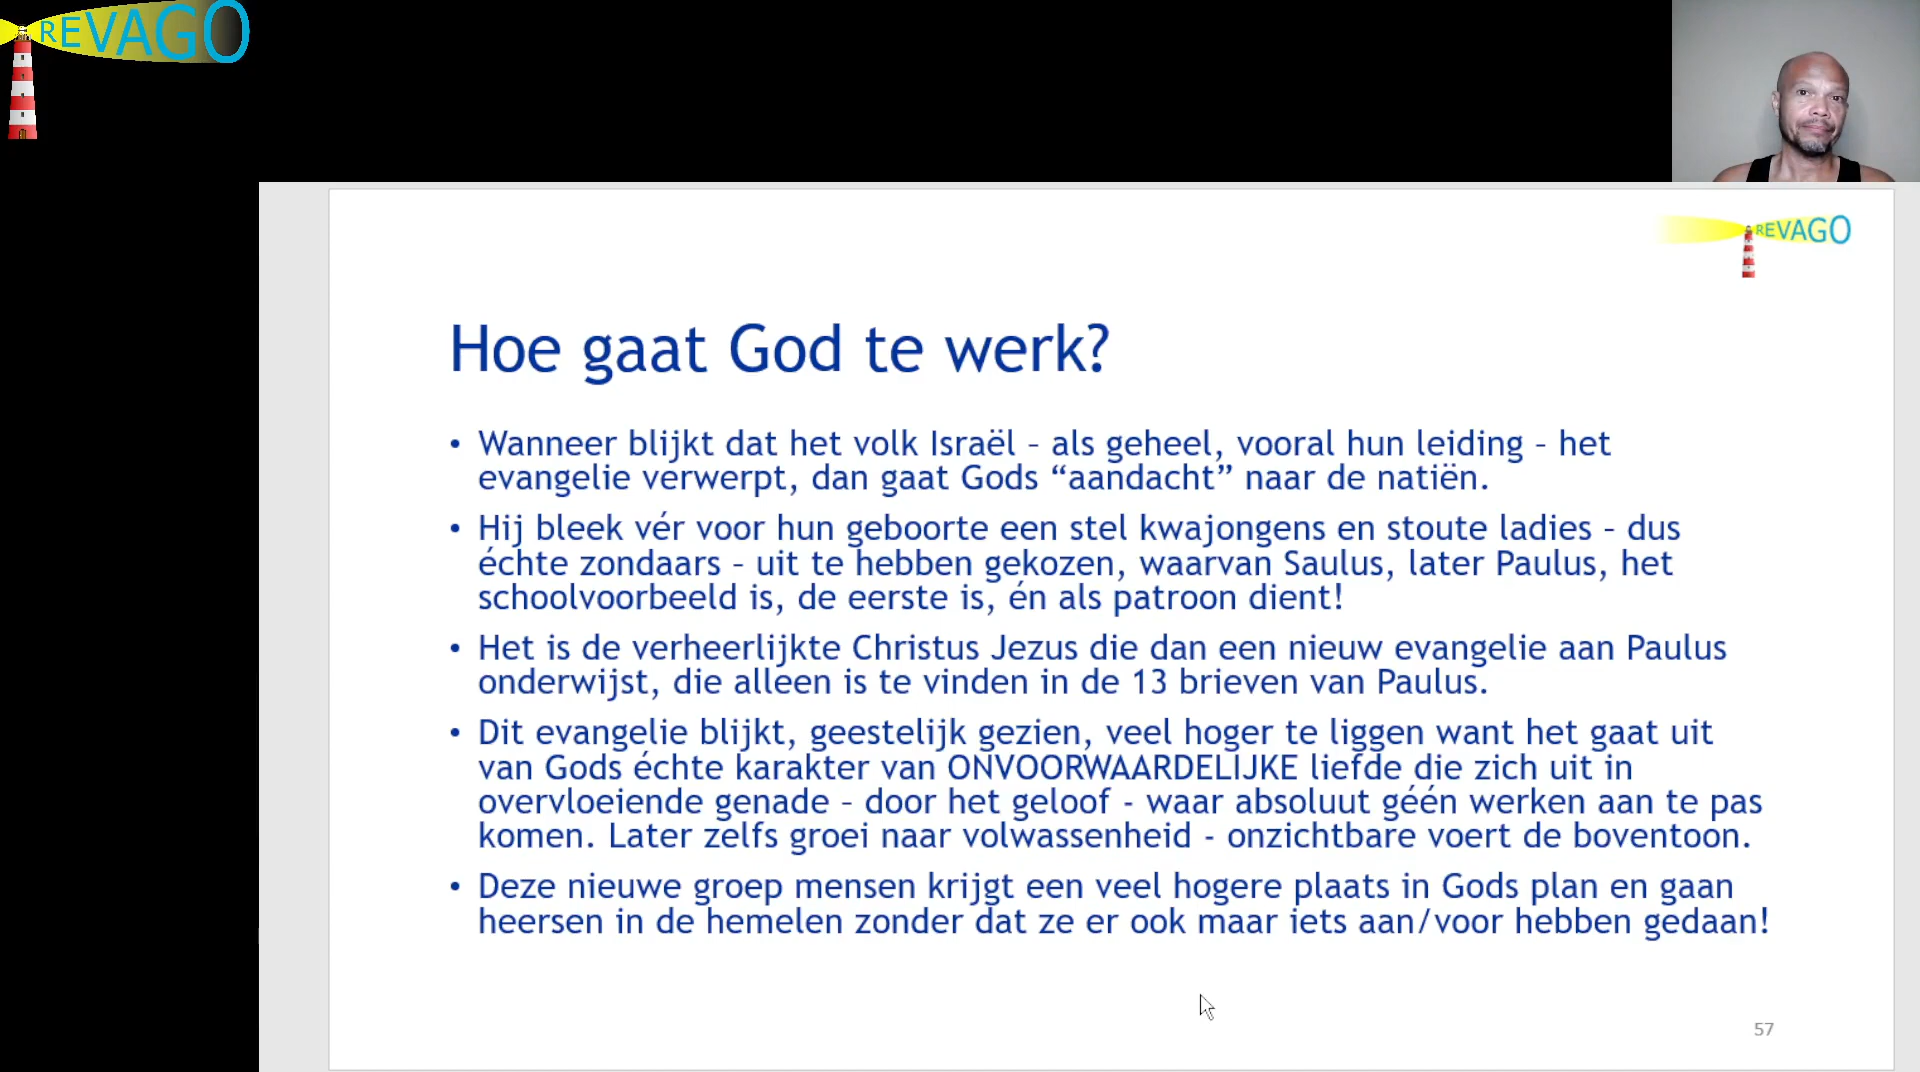 REVAGO
REVAGO
Hoe gaat God te werk?
• Wanneer blijkt dat het volk Israël – als geheel, vooral hun leiding – het
evangelie verwerpt, dan gaat Gods “aandacht” naar de natiën.
• Hij bleek vér voor hun geboorte een stel kwajongens en stoute ladies – dus
échte zondaars – uit te hebben gekozen, waarvan Saulus, later Paulus, het
schoolvoorbeeld is, de eerste is, én als patroon dient!
• Het is de verheerlijkte Christus Jezus die dan een nieuw evangelie aan Paulus
onderwijst, die alleen is te vinden in de 13 brieven van Paulus.
• Dit evangelie blijkt, geestelijk gezien, veel hoger te liggen want het gaat uit
van Gods échte karakter van ONVOORWAARDELIJKE liefde die zich uit in
overvloeiende genade – door het geloof - waar absoluut géén werken aan te pas
komen. Later zelfs groei naar volwassenheid - onzichtbare voert de boventoon.
• Deze nieuwe groep mensen krijgt een veel hogere plaats in Gods plan en gaan
heersen in de hemelen zonder dat ze er ook maar iets aan/voor hebben gedaan!
57